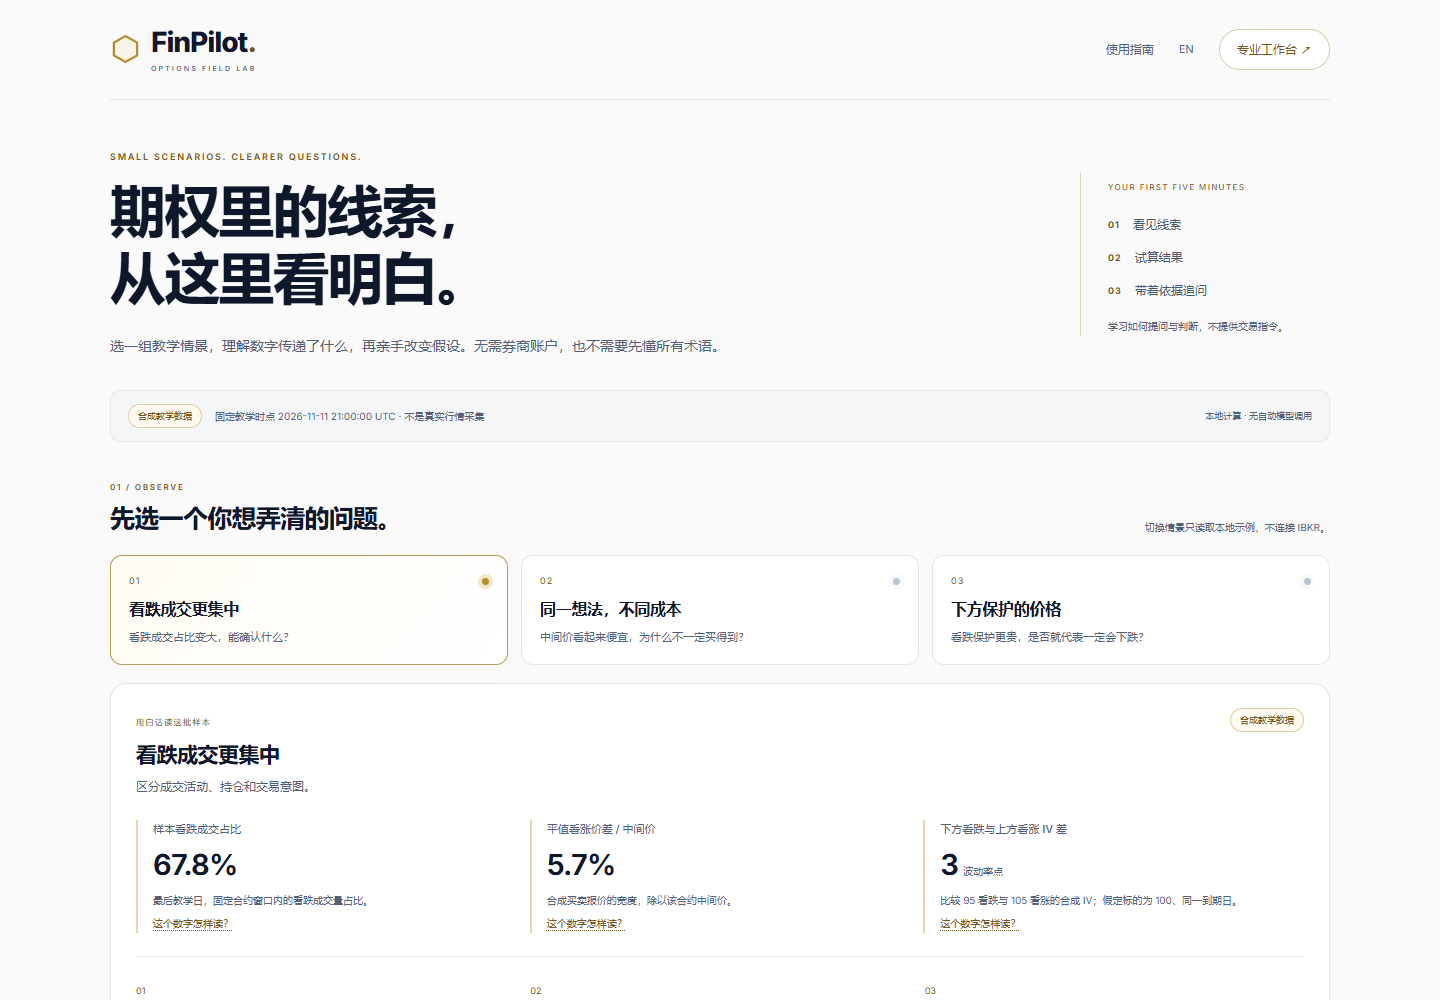 FinPilot.
OPTIONS FIELD LAB
使用指南
EN
专业工作台 ↗
SMALL SCENARIOS. CLEARER QUESTIONS.
期权里的线索，
从这里看明白。
选一组教学情景，理解数字传递了什么，再亲手改变假设。无需券商账户，也不需要先懂所有术语。
YOUR FIRST FIVE MINUTES
01 看见线索
02 试算结果
03 带着依据追问
学习如何提问与判断，不提供交易指令。
合成教学数据
固定教学时点 2026-11-11 21:00:00 UTC · 不是真实行情采集
本地计算 · 无自动模型调用
01 / OBSERVE
先选一个你想弄清的问题。
切换情景只读取本地示例，不连接 IBKR。
01
看跌成交更集中
看跌成交占比变大，能确认什么？
02
同一想法，不同成本
中间价看起来便宜，为什么不一定买得到？
03
下方保护的价格
看跌保护更贵，是否就代表一定会下跌？
用白话读这批样本
合成教学数据
看跌成交更集中
区分成交活动、持仓和交易意图。
样本看跌成交占比
67.8%
最后教学日，固定合约窗口内的看跌成交量占比。
这个数字怎样读？
平值看涨价差 / 中间价
5.7%
合成买卖报价的宽度，除以该合约中间价。
这个数字怎样读？
下方看跌与上方看涨 IV 差
3 波动率点
比较 95 看跌与 105 看涨的合成 IV；假定标的为 100、同一到期日。
这个数字怎样读？
01
02
03